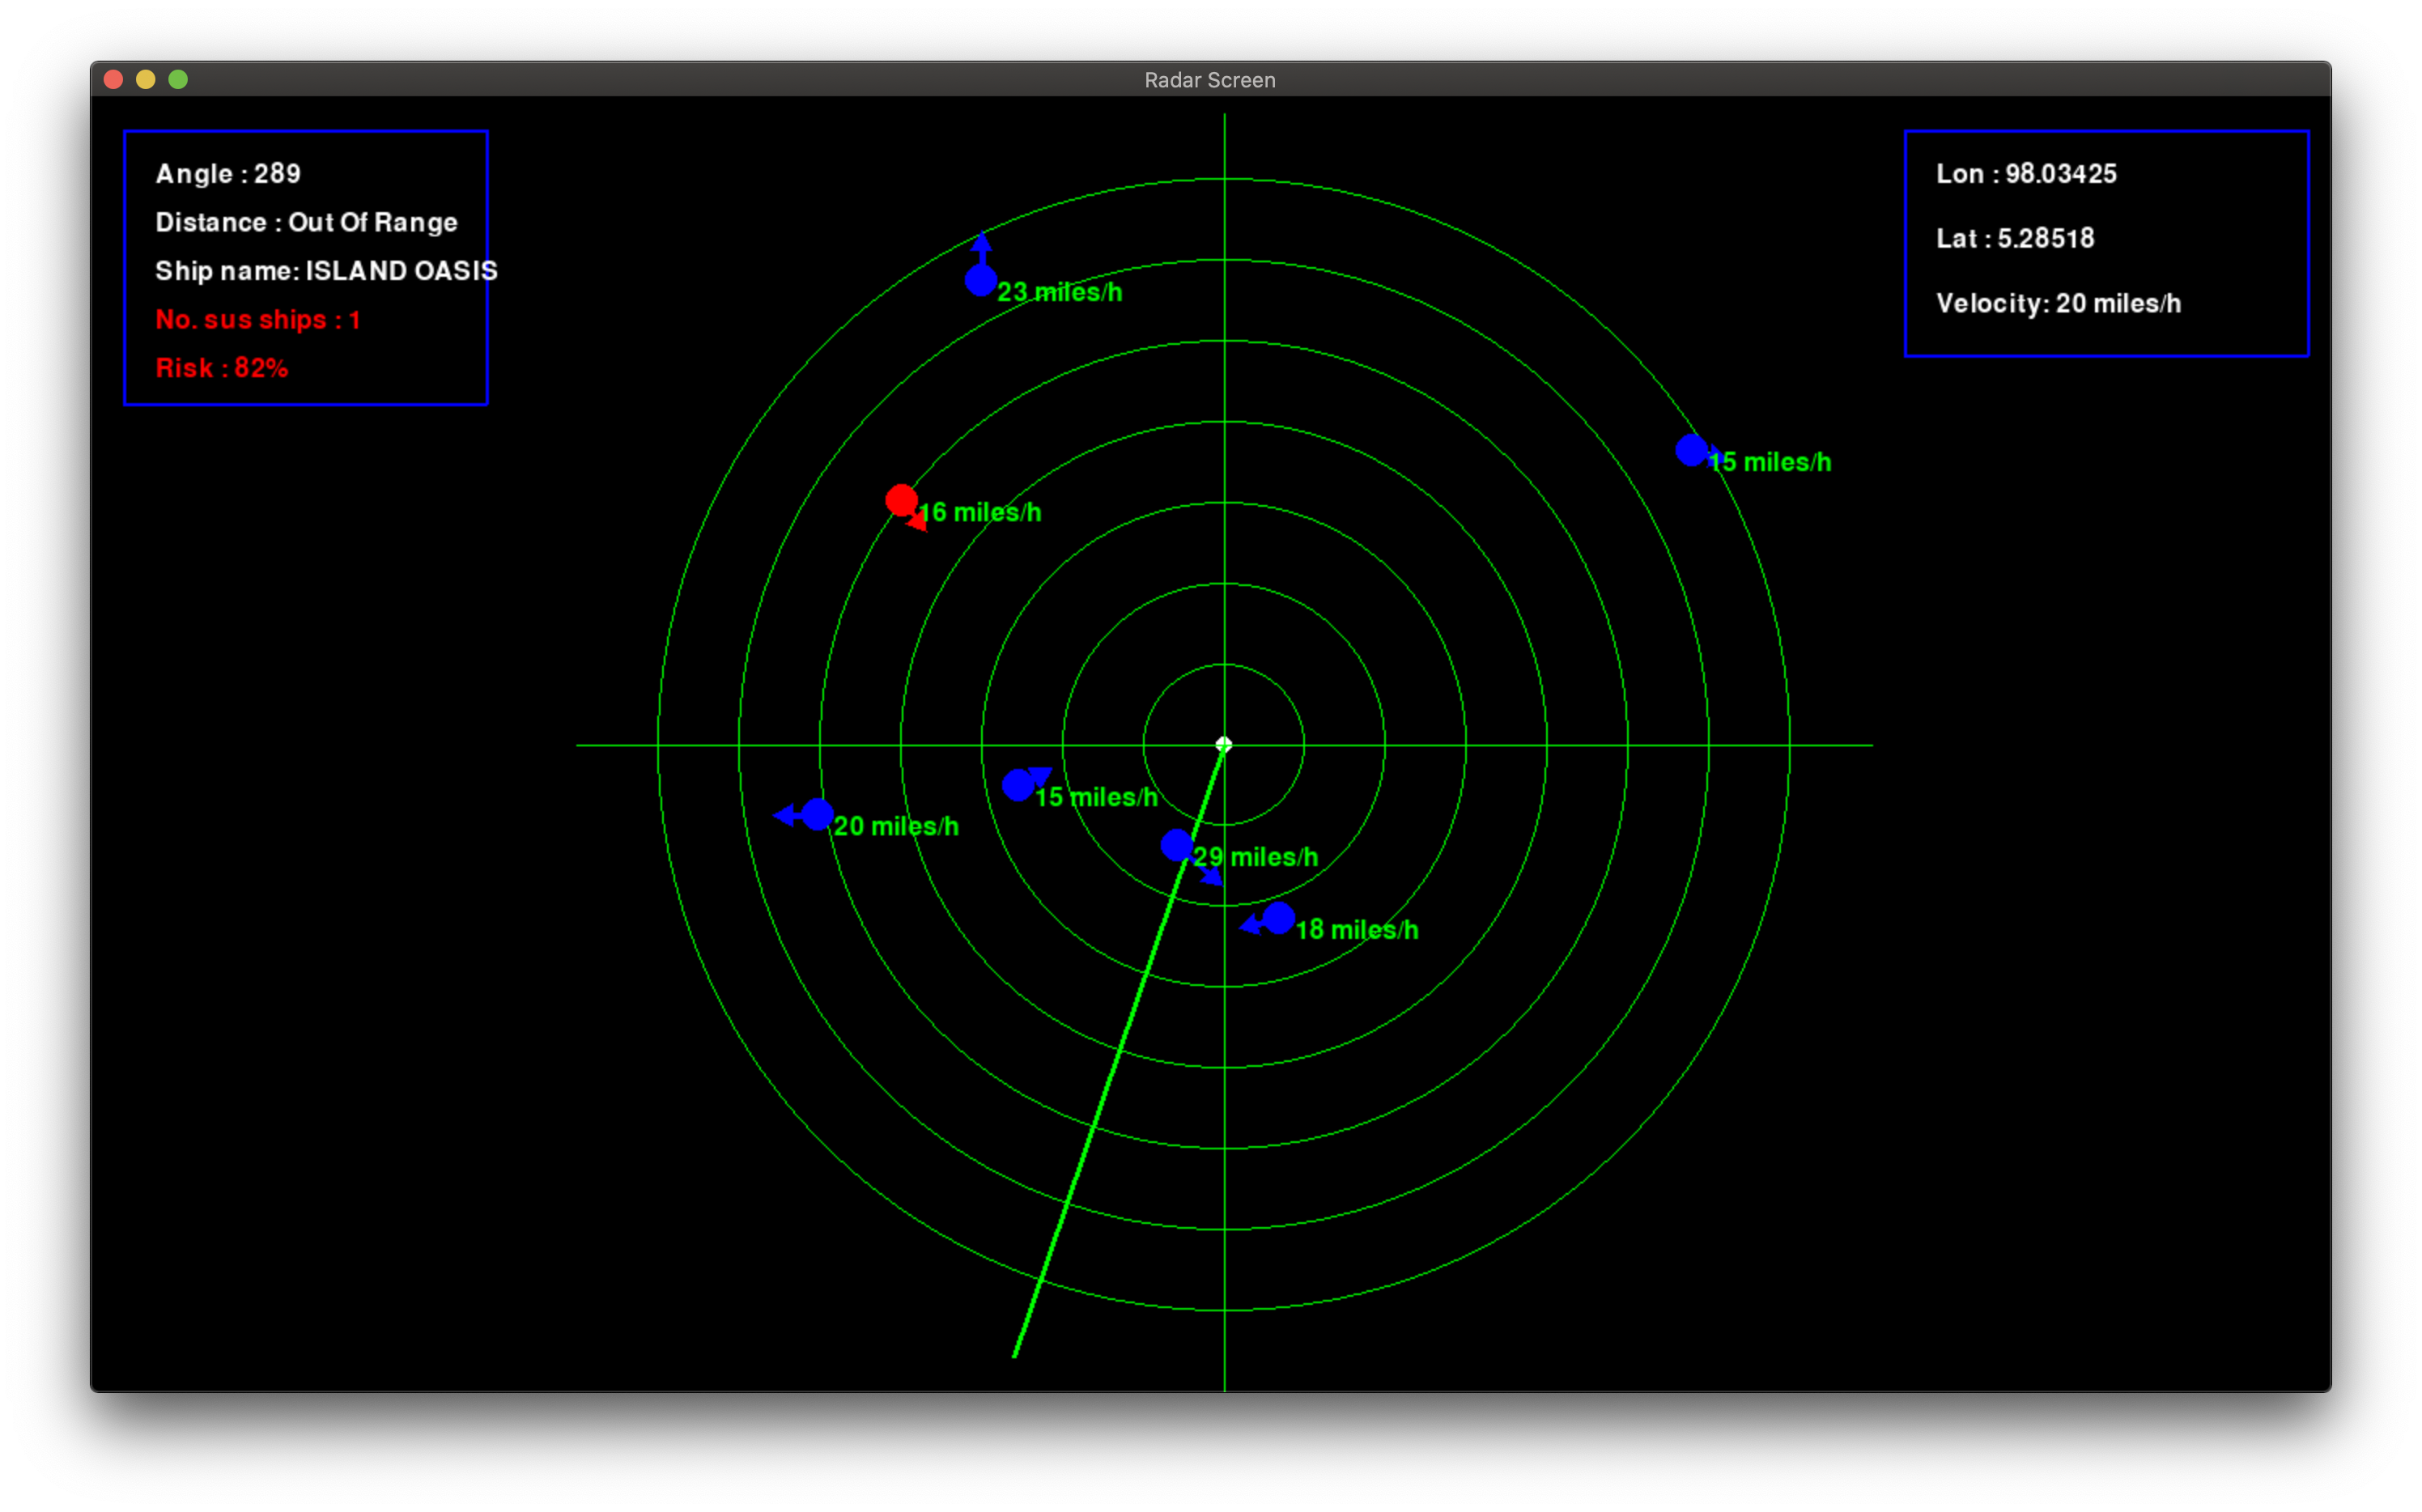 Radar Screen
Angle : 289
Distance : Out Of Range
Ship name: ISLAND OASIS
No. sus ships : 1
Risk : 82%
Lon : 98.03425
Lat : 5.28518
Velocity: 20 miles/h
23 miles/h
15 miles/h
16 miles/h
15 miles/h
20 miles/h
29 miles/h
18 miles/h